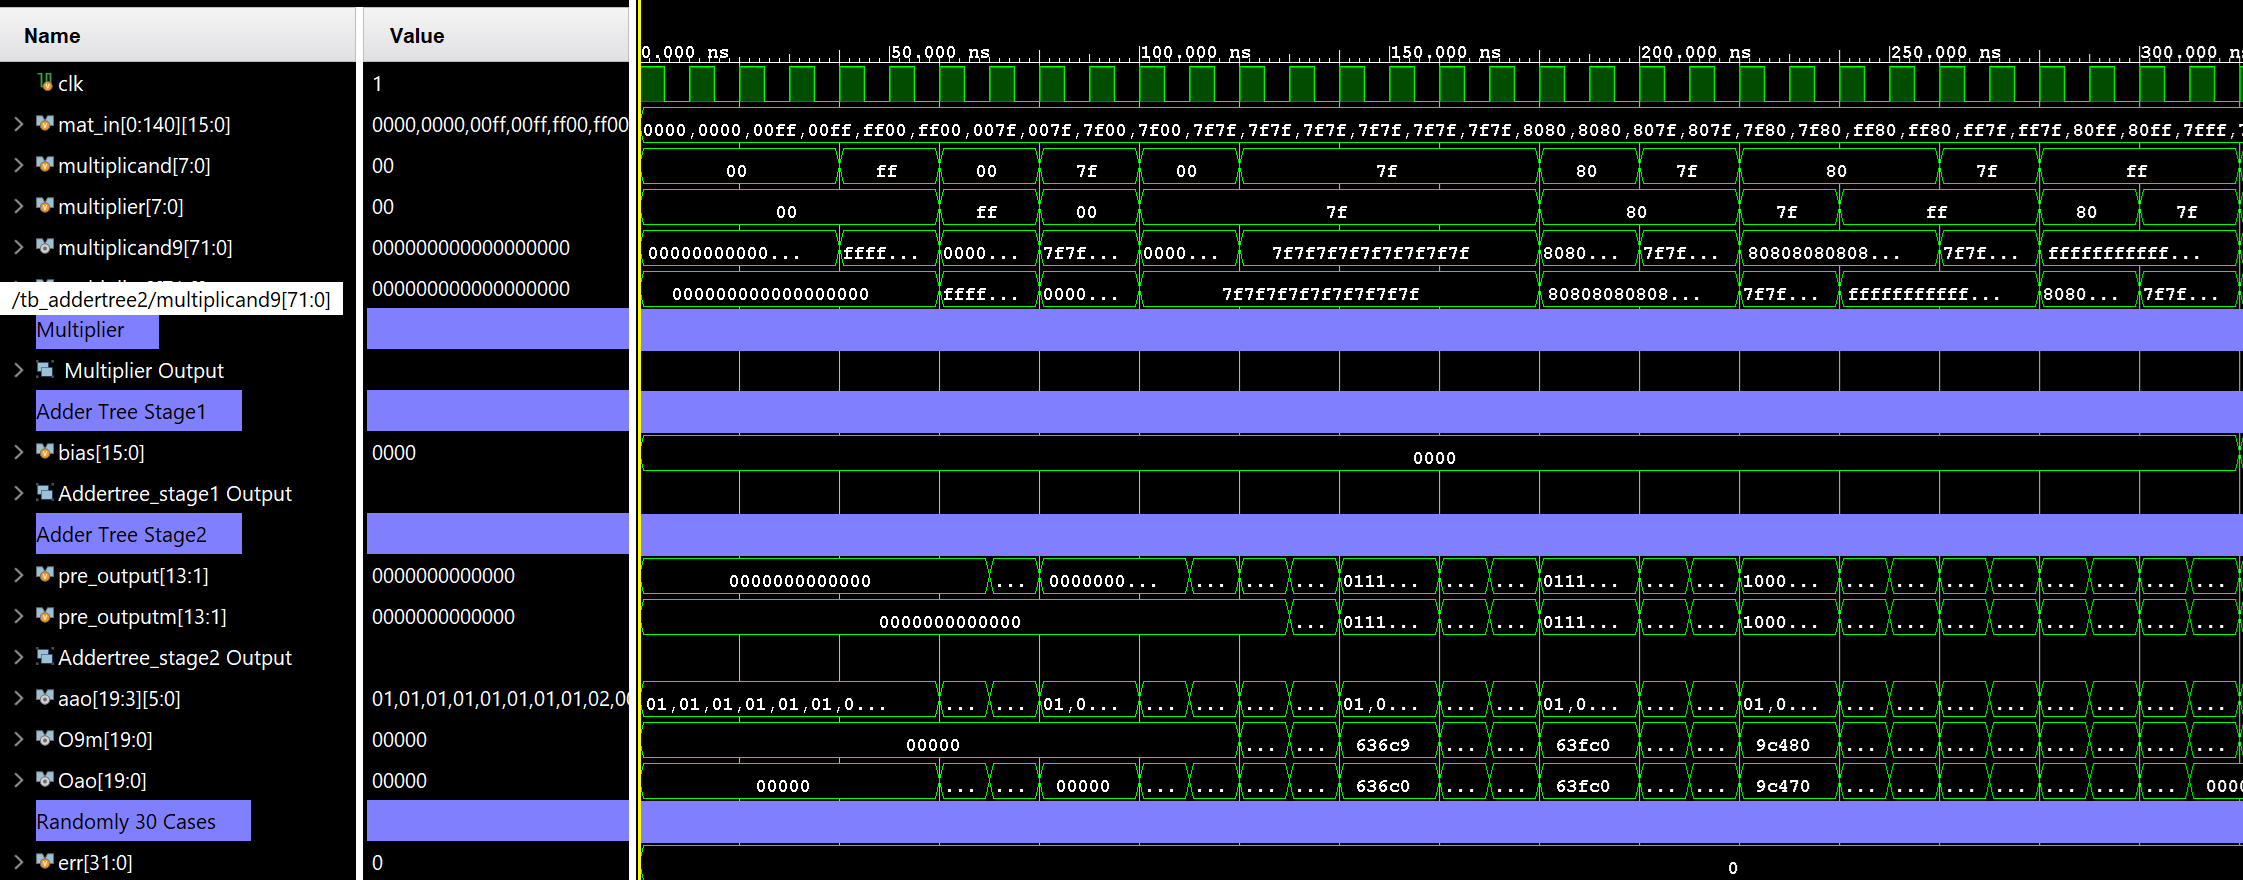 Name Value 0.000 ns 50.000 ns 100.000 ns 150.000 ns 200.000 ns 250.000 ns 300.000
clk 1
mat_in[0:140][15:0] 0000,0000,00ff,00ff,ff00,ff00 0000,0000,00ff,00ff,ff00,ff00,007f,007f,7f00,7f00,7f7f,7f7f,7f7f,7f7f,7f7f,7f7f,8080,8080,807f,807f,7f80,7f80,ff80,ff80,ff7f,ff7f,80ff,80ff,7fff,
multiplicand[7:0] 00 00 ff 00 7f 00 7f 80 7f 80 7f ff
multiplier[7:0] 00 00 ff 00 7f 80 7f ff 80 7f
multiplicand9[71:0] 000000000000000000 00000000000... ffff... 0000... 7f7f... 0000... 7f7f7f7f7f7f7f7f7f 8080... 7f7f... 80808080808... 7f7f... fffffffffff...
000000000000000000 000000000000000000 ffff... 0000... 7f7f7f7f7f7f7f7f7f 80808080808... 7f7f... fffffffffff... 8080... 7f7f...
/tb_addertree2/multiplicand9[71:0]
Multiplier
Multiplier Output
Adder Tree Stage1
bias[15:0] 0000 0000
Addertree_stage1 Output
Adder Tree Stage2
pre_output[13:1] 0000000000000 0000000000000 ... 0000000... ... ... ... 0111... ... ... 0111... ... ... 1000... ... ... ... ... ... ... ... ...
pre_outputm[13:1] 0000000000000 0000000000000 ... 0111... ... ... 0111... ... ... 1000... ... ... ... ... ... ... ... ...
Addertree_stage2 Output
aao[19:3][5:0] 01,01,01,01,01,01,01,01,02,0 01,01,01,01,01,01,0... ... ... 01,0... ... ... ... ... 01,0... ... ... 01,0... ... ... 01,0... ... ... ... ... ... ... ... ...
O9m[19:0] 00000 00000 ... ... 636c9 ... ... 63fc0 ... ... 9c480 ... ... ... ... ... ... ... ...
Oao[19:0] 00000 00000 ... ... 00000 ... ... ... ... 636c0 ... ... 63fc0 ... ... 9c470 ... ... ... ... ... ... ... 0000
Randomly 30 Cases
err[31:0] 0 0